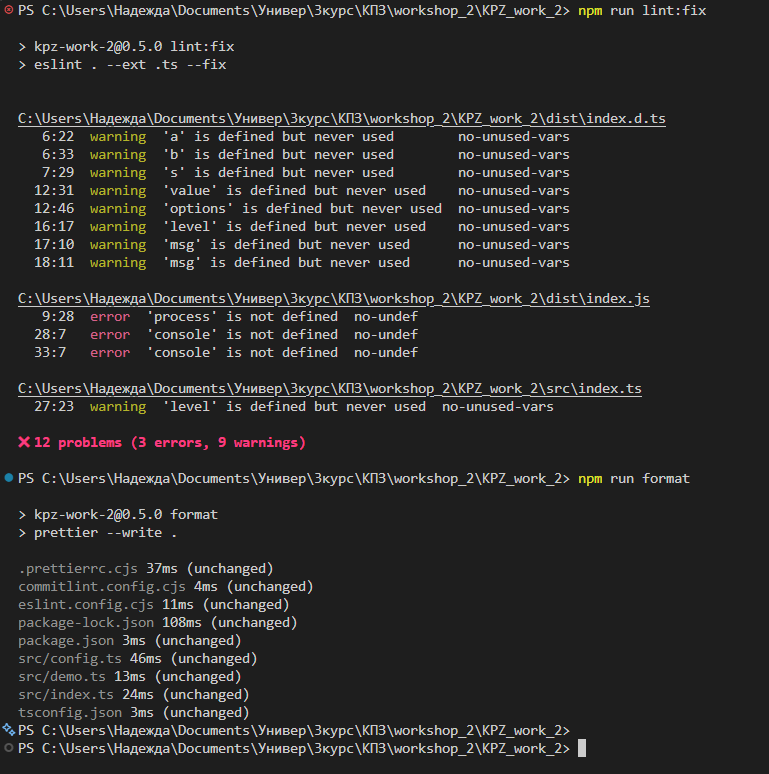 PS C:\Users\Надежда\Documents\Универ\3курс\КПЗ\workshop_2\KPZ_work_2> npm run lint:fix
> kpz-work-2@0.5.0 lint:fix
> eslint . --ext .ts --fix
C:\Users\Надежда\Documents\Универ\3курс\КПЗ\workshop_2\KPZ_work_2\dist\index.d.ts
6:22 warning 'a' is defined but never used no-unused-vars
6:33 warning 'b' is defined but never used no-unused-vars
7:29 warning 's' is defined but never used no-unused-vars
12:31 warning 'value' is defined but never used no-unused-vars
12:46 warning 'options' is defined but never used no-unused-vars
16:17 warning 'level' is defined but never used no-unused-vars
17:10 warning 'msg' is defined but never used no-unused-vars
18:11 warning 'msg' is defined but never used no-unused-vars
C:\Users\Надежда\Documents\Универ\3курс\КПЗ\workshop_2\KPZ_work_2\dist\index.js
9:28 error 'process' is not defined no-undef
28:7 error 'console' is not defined no-undef
33:7 error 'console' is not defined no-undef
C:\Users\Надежда\Documents\Универ\3курс\КПЗ\workshop_2\KPZ_work_2\src\index.ts
27:23 warning 'level' is defined but never used no-unused-vars
✖ 12 problems (3 errors, 9 warnings)
PS C:\Users\Надежда\Documents\Универ\3курс\КПЗ\workshop_2\KPZ_work_2> npm run format
> kpz-work-2@0.5.0 format
> prettier --write .
.prettierrc.cjs 37ms (unchanged)
commitlint.config.cjs 4ms (unchanged)
eslint.config.cjs 11ms (unchanged)
package-lock.json 108ms (unchanged)
package.json 3ms (unchanged)
src/config.ts 46ms (unchanged)
src/demo.ts 13ms (unchanged)
src/index.ts 24ms (unchanged)
tsconfig.json 3ms (unchanged)
PS C:\Users\Надежда\Documents\Универ\3курс\КПЗ\workshop_2\KPZ_work_2>
PS C:\Users\Надежда\Documents\Универ\3курс\КПЗ\workshop_2\KPZ_work_2>